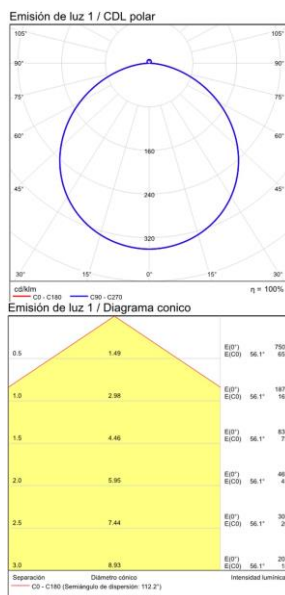 Emisión de luz 1 / CDL polar
105° 105°
90° 90°
75° 75°
60° 60°
160
45° 45°
240
320
30° 15° 0° 15° 30°
cd/klm η = 100%
C0 - C180 C90 - C270
Emisión de luz 1 / Diagrama conico
E(0°) 750
0.5 1.49 E(C0) 56.1° 65
E(0°) 187
1.0 2.98 E(C0) 56.1° 16
E(0°) 83
1.5 4.46 E(C0) 56.1° 7
E(0°) 46
2.0 5.95 E(C0) 56.1° 4
E(0°) 30
2.5 7.44 E(C0) 56.1° 2
E(0°) 20
3.0 8.93 E(C0) 56.1° 1
Separación Diámetro cónico Intensidad lumínica
C0 - C180 (Semiángulo de dispersión: 112.2°)